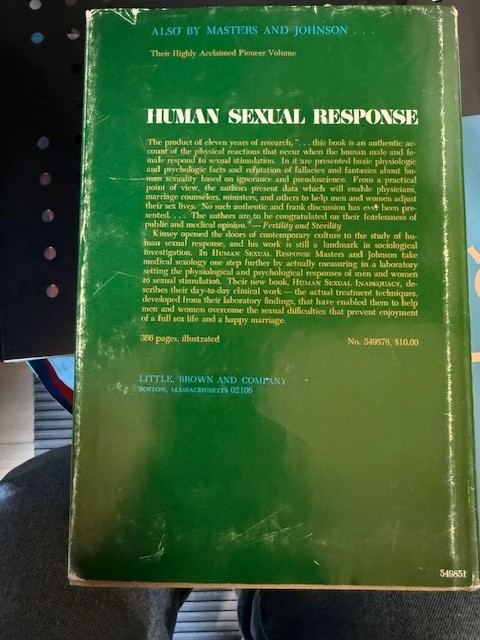 ALSO BY MASTERS AND JOHNSON . . .
Their Highly Acclaimed Pioneer Volume
HUMAN SEXUAL RESPONSE
The product of eleven years of research, ". . . this book is an authentic ac-
count of the physical reactions that occur when the human male and fe-
male respond to sexual stimulation. In it are presented basic physiologic
and psychologic facts and refutation of fallacies and fantasies about hu-
man sexuality based on ignorance and pseudoscience. From a practical
point of view, the authors present data which will enable physicians,
marriage counselors, ministers, and others to help men and women adjust
their sex lives. 'No such authentic and frank discussion has ever been pre-
sented. . . . The authors are to be congratulated on their fearlessness of
public and medical opinion." — Fertility and Sterility
Kinsey opened the doors of contemporary culture to the study of hu-
man sexual response, and his work is still a landmark in sociological
investigation. In HUMAN SEXUAL RESPONSE Masters and Johnson take
medical sexology one step further by actually measuring in a laboratory
setting the physiological and psychological responses of men and women
to sexual stimulation. Their new book, HUMAN SEXUAL INADEQUACY, de-
scribes their day-to-day clinical work — the actual treatment techniques,
developed from their laboratory findings, that have enabled them to help
men and women overcome the sexual difficulties that prevent enjoyment
of a full sex life and a happy marriage.
366 pages, illustrated No. 549878, $10.00
LITTLE, BROWN AND COMPANY
BOSTON, MASSACHUSETTS 02106
549851